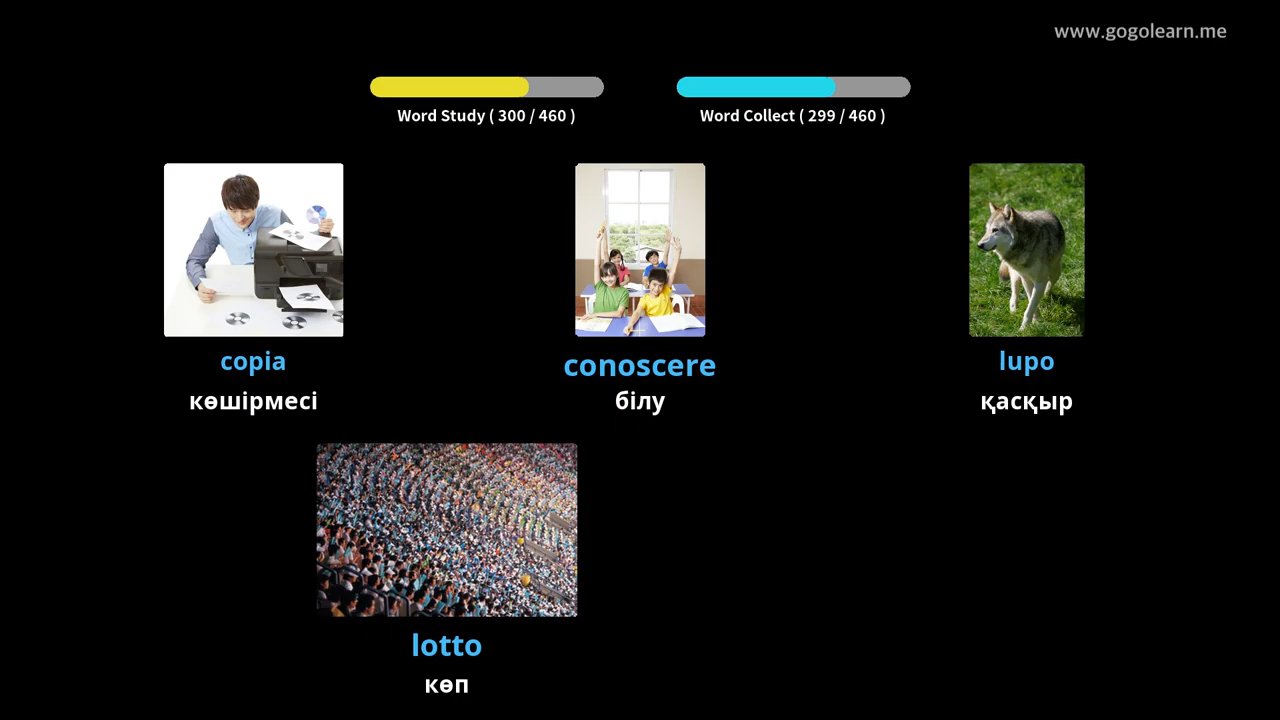 www.gogolearn.me
Word Study ( 300 / 460 )
Word Collect ( 299 / 460 )
copia
көшірмесі
conoscere
білу
lupo
қасқыр
lotto
көп